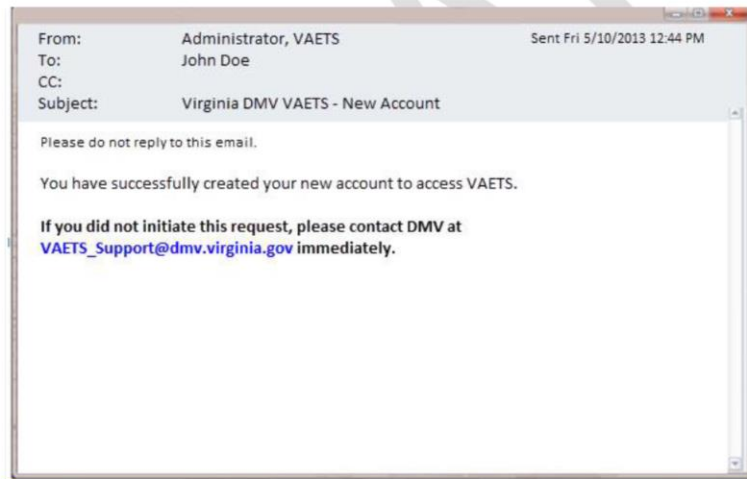 From: Administrator, VAETS Sent Fri 5/10/2013 12:44 PM
To: John Doe
CC:
Subject: Virginia DMV VAETS - New Account
Please do not reply to this email.
You have successfully created your new account to access VAETS.
If you did not initiate this request, please contact DMV at
VAETS_Support@dmv.virginia.gov immediately.